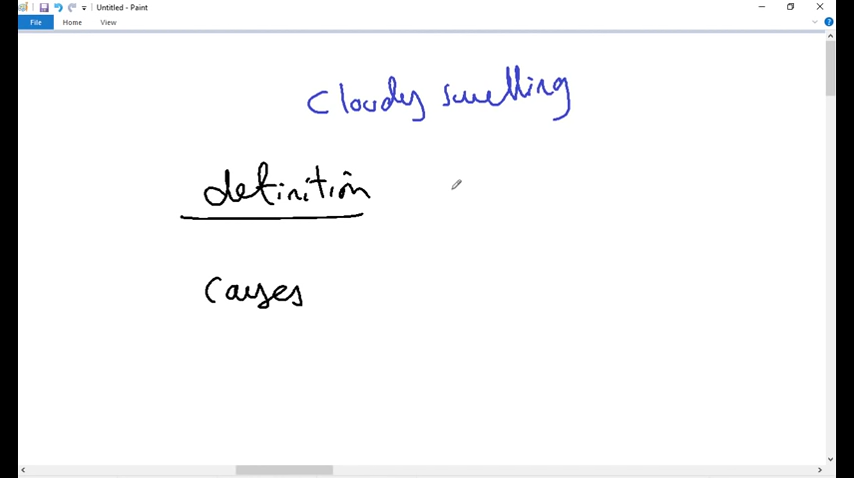 Untitled - Paint
File Home View
cloudy swelling
definition
causes